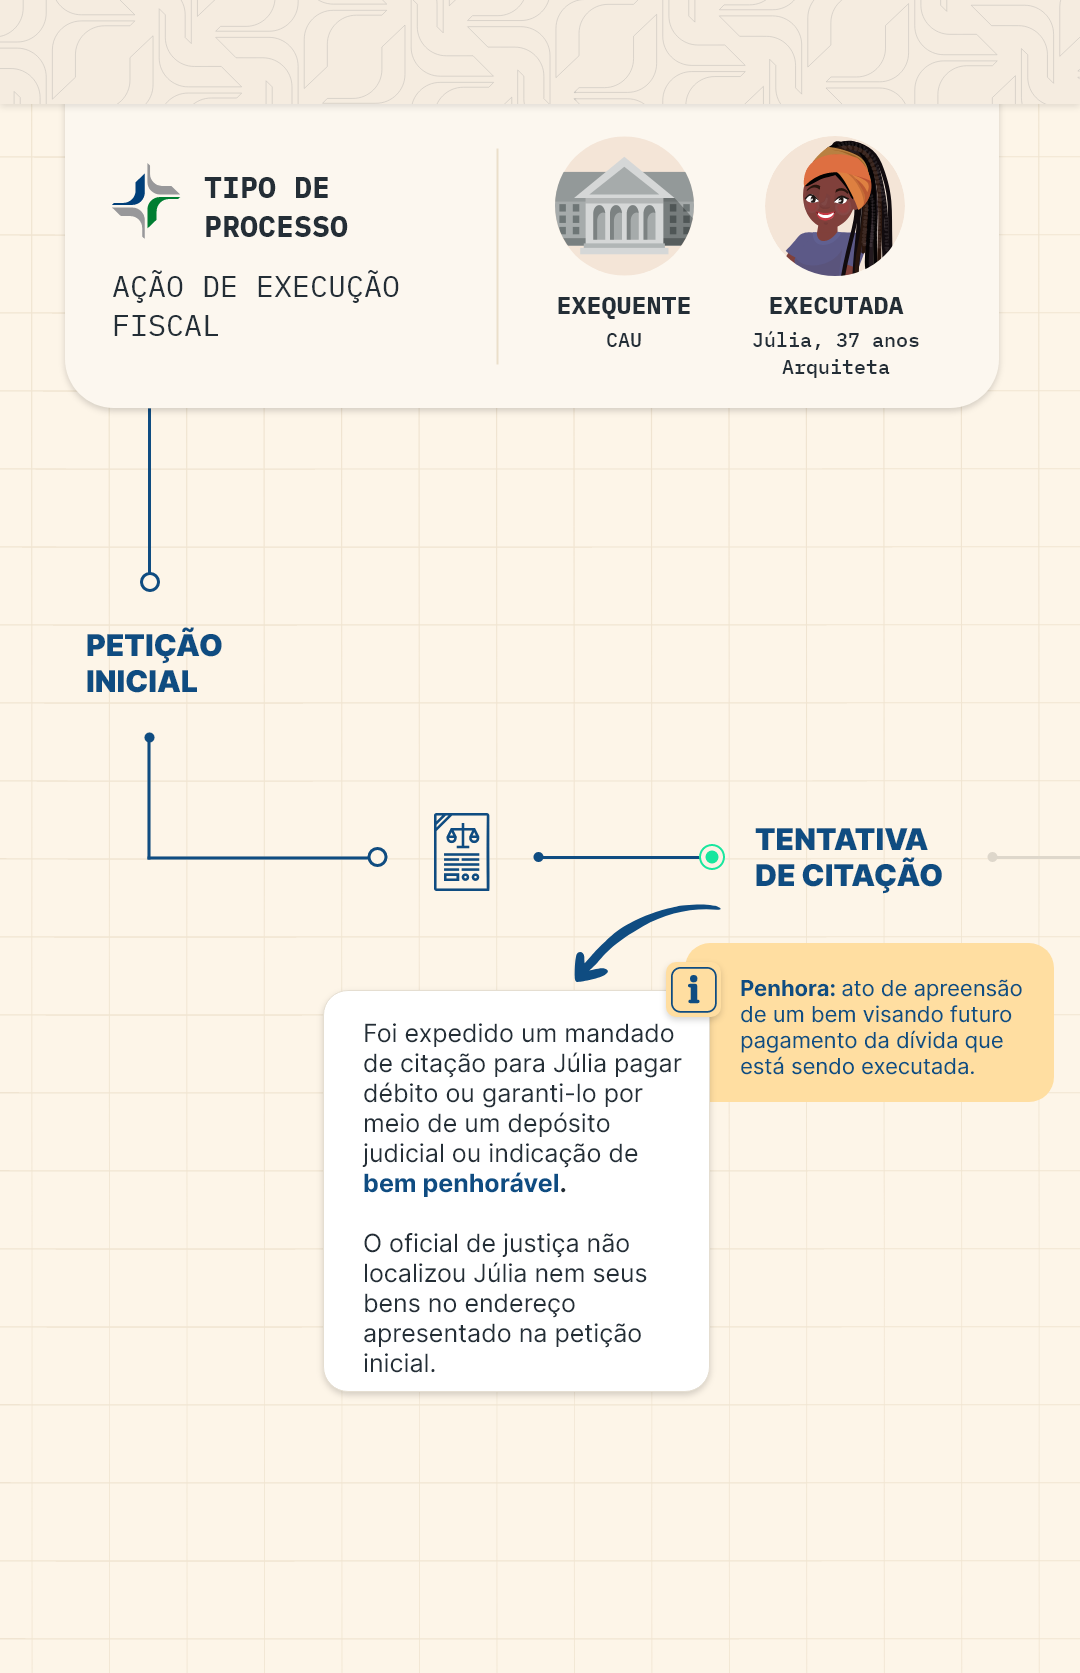 TIPO DE
PROCESSO
AÇÃO DE EXECUÇÃO
FISCAL
EXEQUENTE
CAU
EXECUTADA
Júlia, 37 anos
Arquiteta
PETIÇÃO
INICIAL
TENTATIVA
DE CITAÇÃO
Foi expedido um mandado
de citação para Júlia pagar
débito ou garanti-lo por
meio de um depósito
judicial ou indicação de
bem penhorável.
O oficial de justiça não
localizou Júlia nem seus
bens no endereço
apresentado na petição
inicial.
i
Penhora: ato de apreensão
de um bem visando futuro
pagamento da dívida que
está sendo executada.